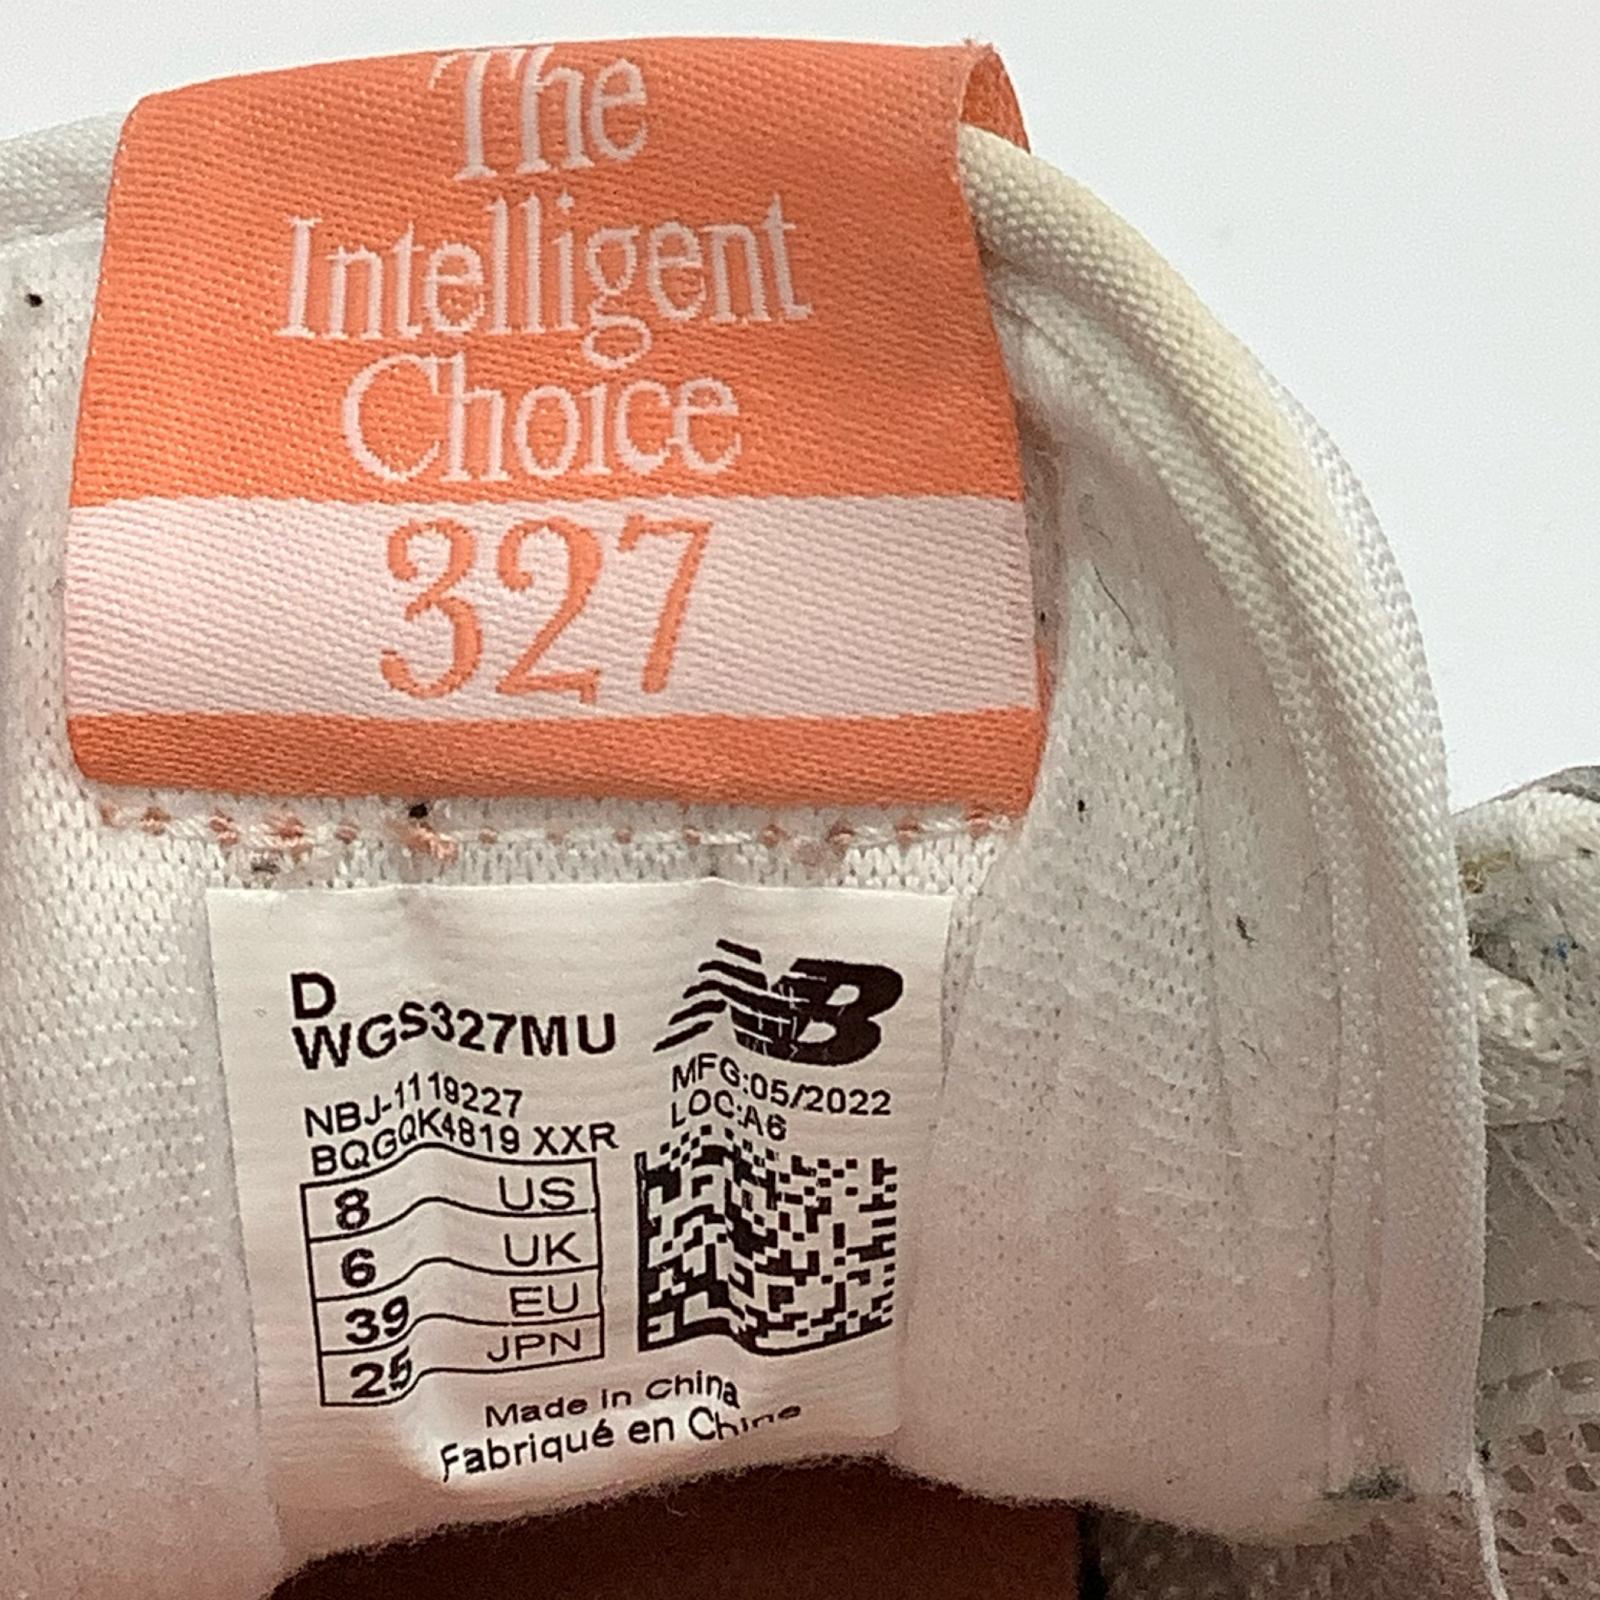 The
Intelligent
Choice
327
D
WGS327MU
NB
MFG:05/2022
LOC:A6
NBJ-1119227
BQGQK4819 XXR
8 US
6 UK
39 EU
25 JPN
Made in China
Fabriqué en Chine